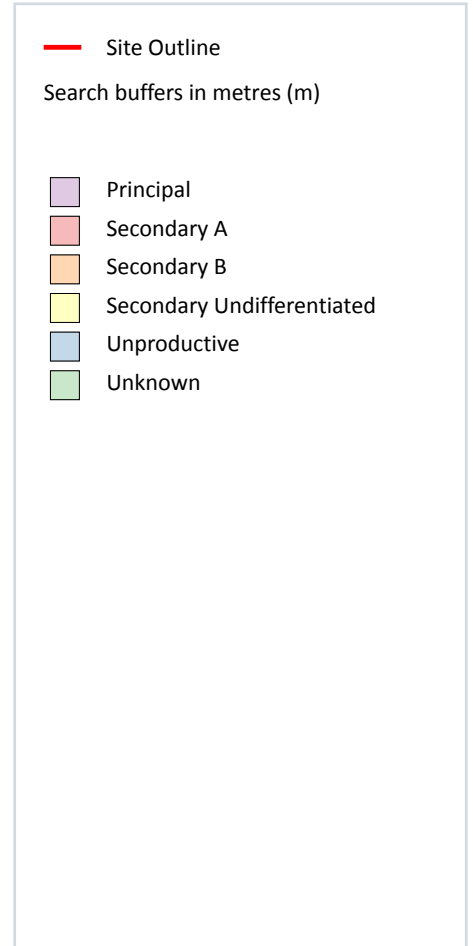 Site Outline
Search buffers in metres (m)
Principal
Secondary A
Secondary B
Secondary Undifferentiated
Unproductive
Unknown